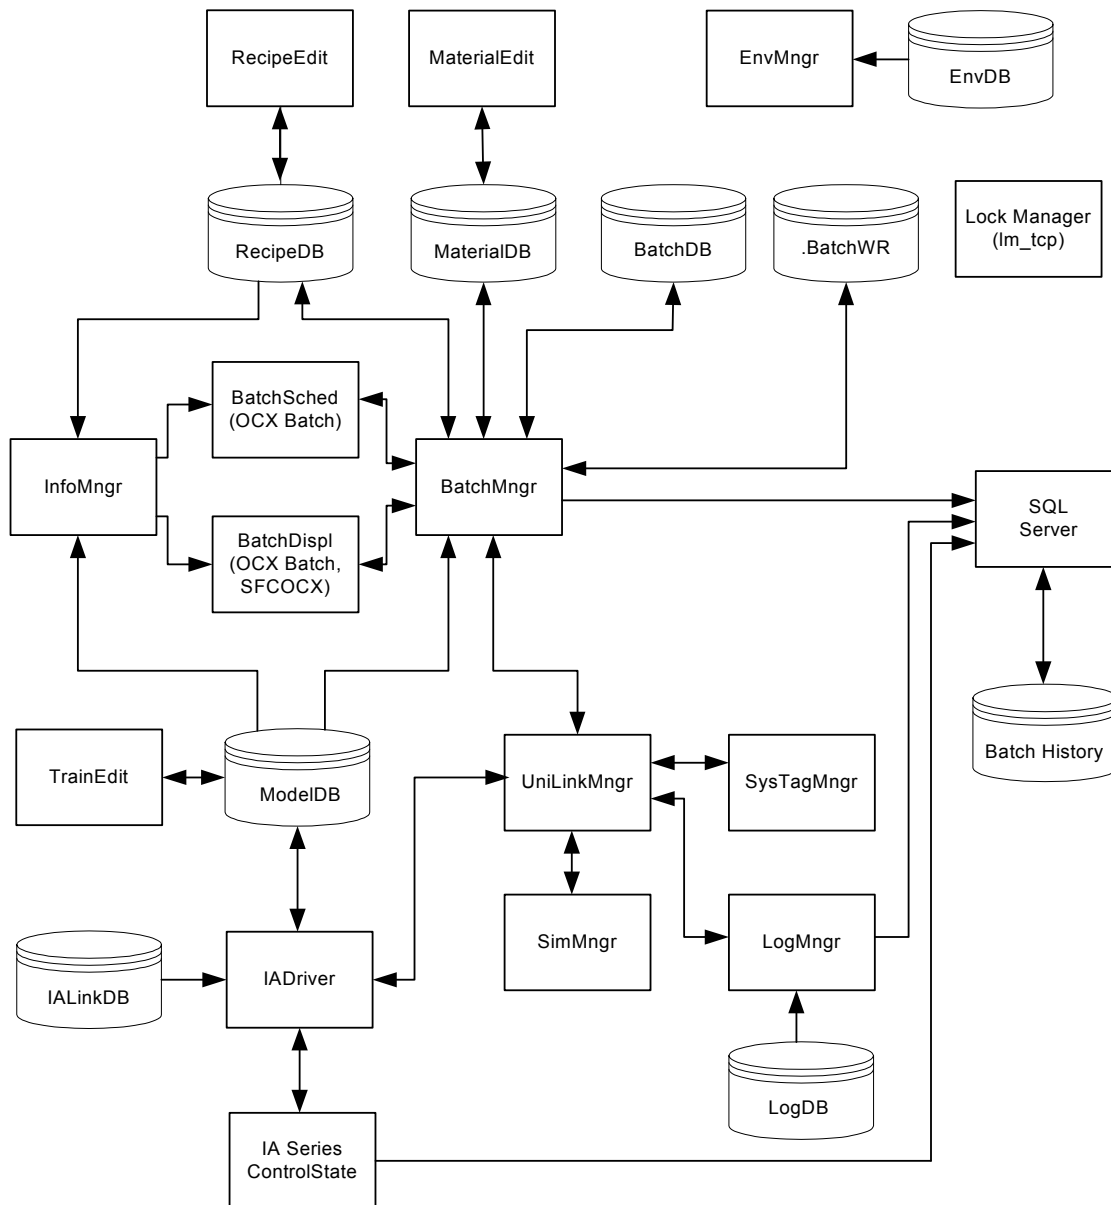 RecipeEdit
MaterialEdit
EnvMngr
EnvDB
RecipeDB
MaterialDB
BatchDB
.BatchWR
Lock Manager
(lm_tcp)
InfoMngr
BatchSched
(OCX Batch)
BatchDispl
(OCX Batch,
SFCOCX)
BatchMngr
SQL
Server
Batch History
TrainEdit
ModelDB
UniLinkMngr
SysTagMngr
SimMngr
LogMngr
IALinkDB
IADriver
LogDB
IA Series
ControlState